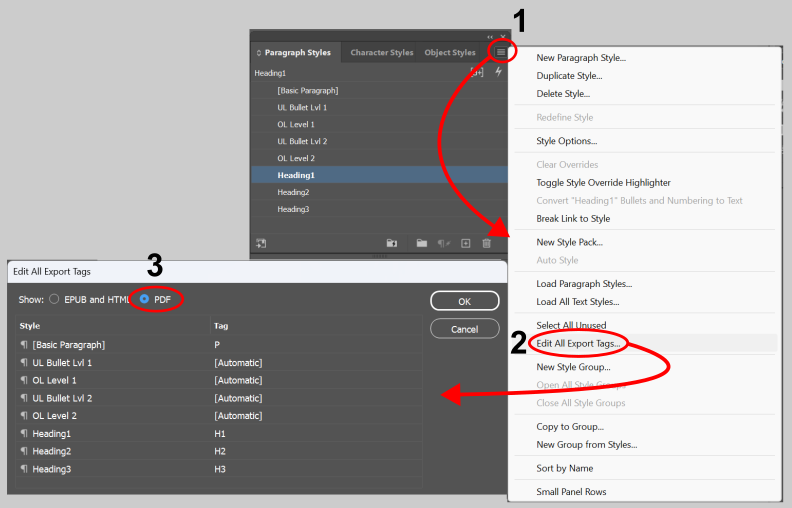 1
Paragraph Styles Character Styles Object Styles
Heading1
[a+]
[Basic Paragraph]
UL Bullet Lvl 1
OL Level 1
UL Bullet Lvl 2
OL Level 2
Heading1
Heading2
Heading3
New Paragraph Style...
Duplicate Style...
Delete Style...
Redefine Style
Style Options...
Clear Overrides
Toggle Style Override Highlighter
Convert "Heading1" Bullets and Numbering to Text
Break Link to Style
New Style Pack...
Auto Style
Load Paragraph Styles...
Load All Text Styles...
Select All Unused
2
Edit All Export Tags...
New Style Group...
Open All Style Groups
Close All Style Groups
Copy to Group...
New Group from Styles...
Sort by Name
Small Panel Rows
3
Edit All Export Tags
Show: EPUB and HTML PDF
OK
Cancel
Style Tag
[Basic Paragraph] P
UL Bullet Lvl 1 [Automatic]
OL Level 1 [Automatic]
UL Bullet Lvl 2 [Automatic]
OL Level 2 [Automatic]
Heading1 H1
Heading2 H2
Heading3 H3